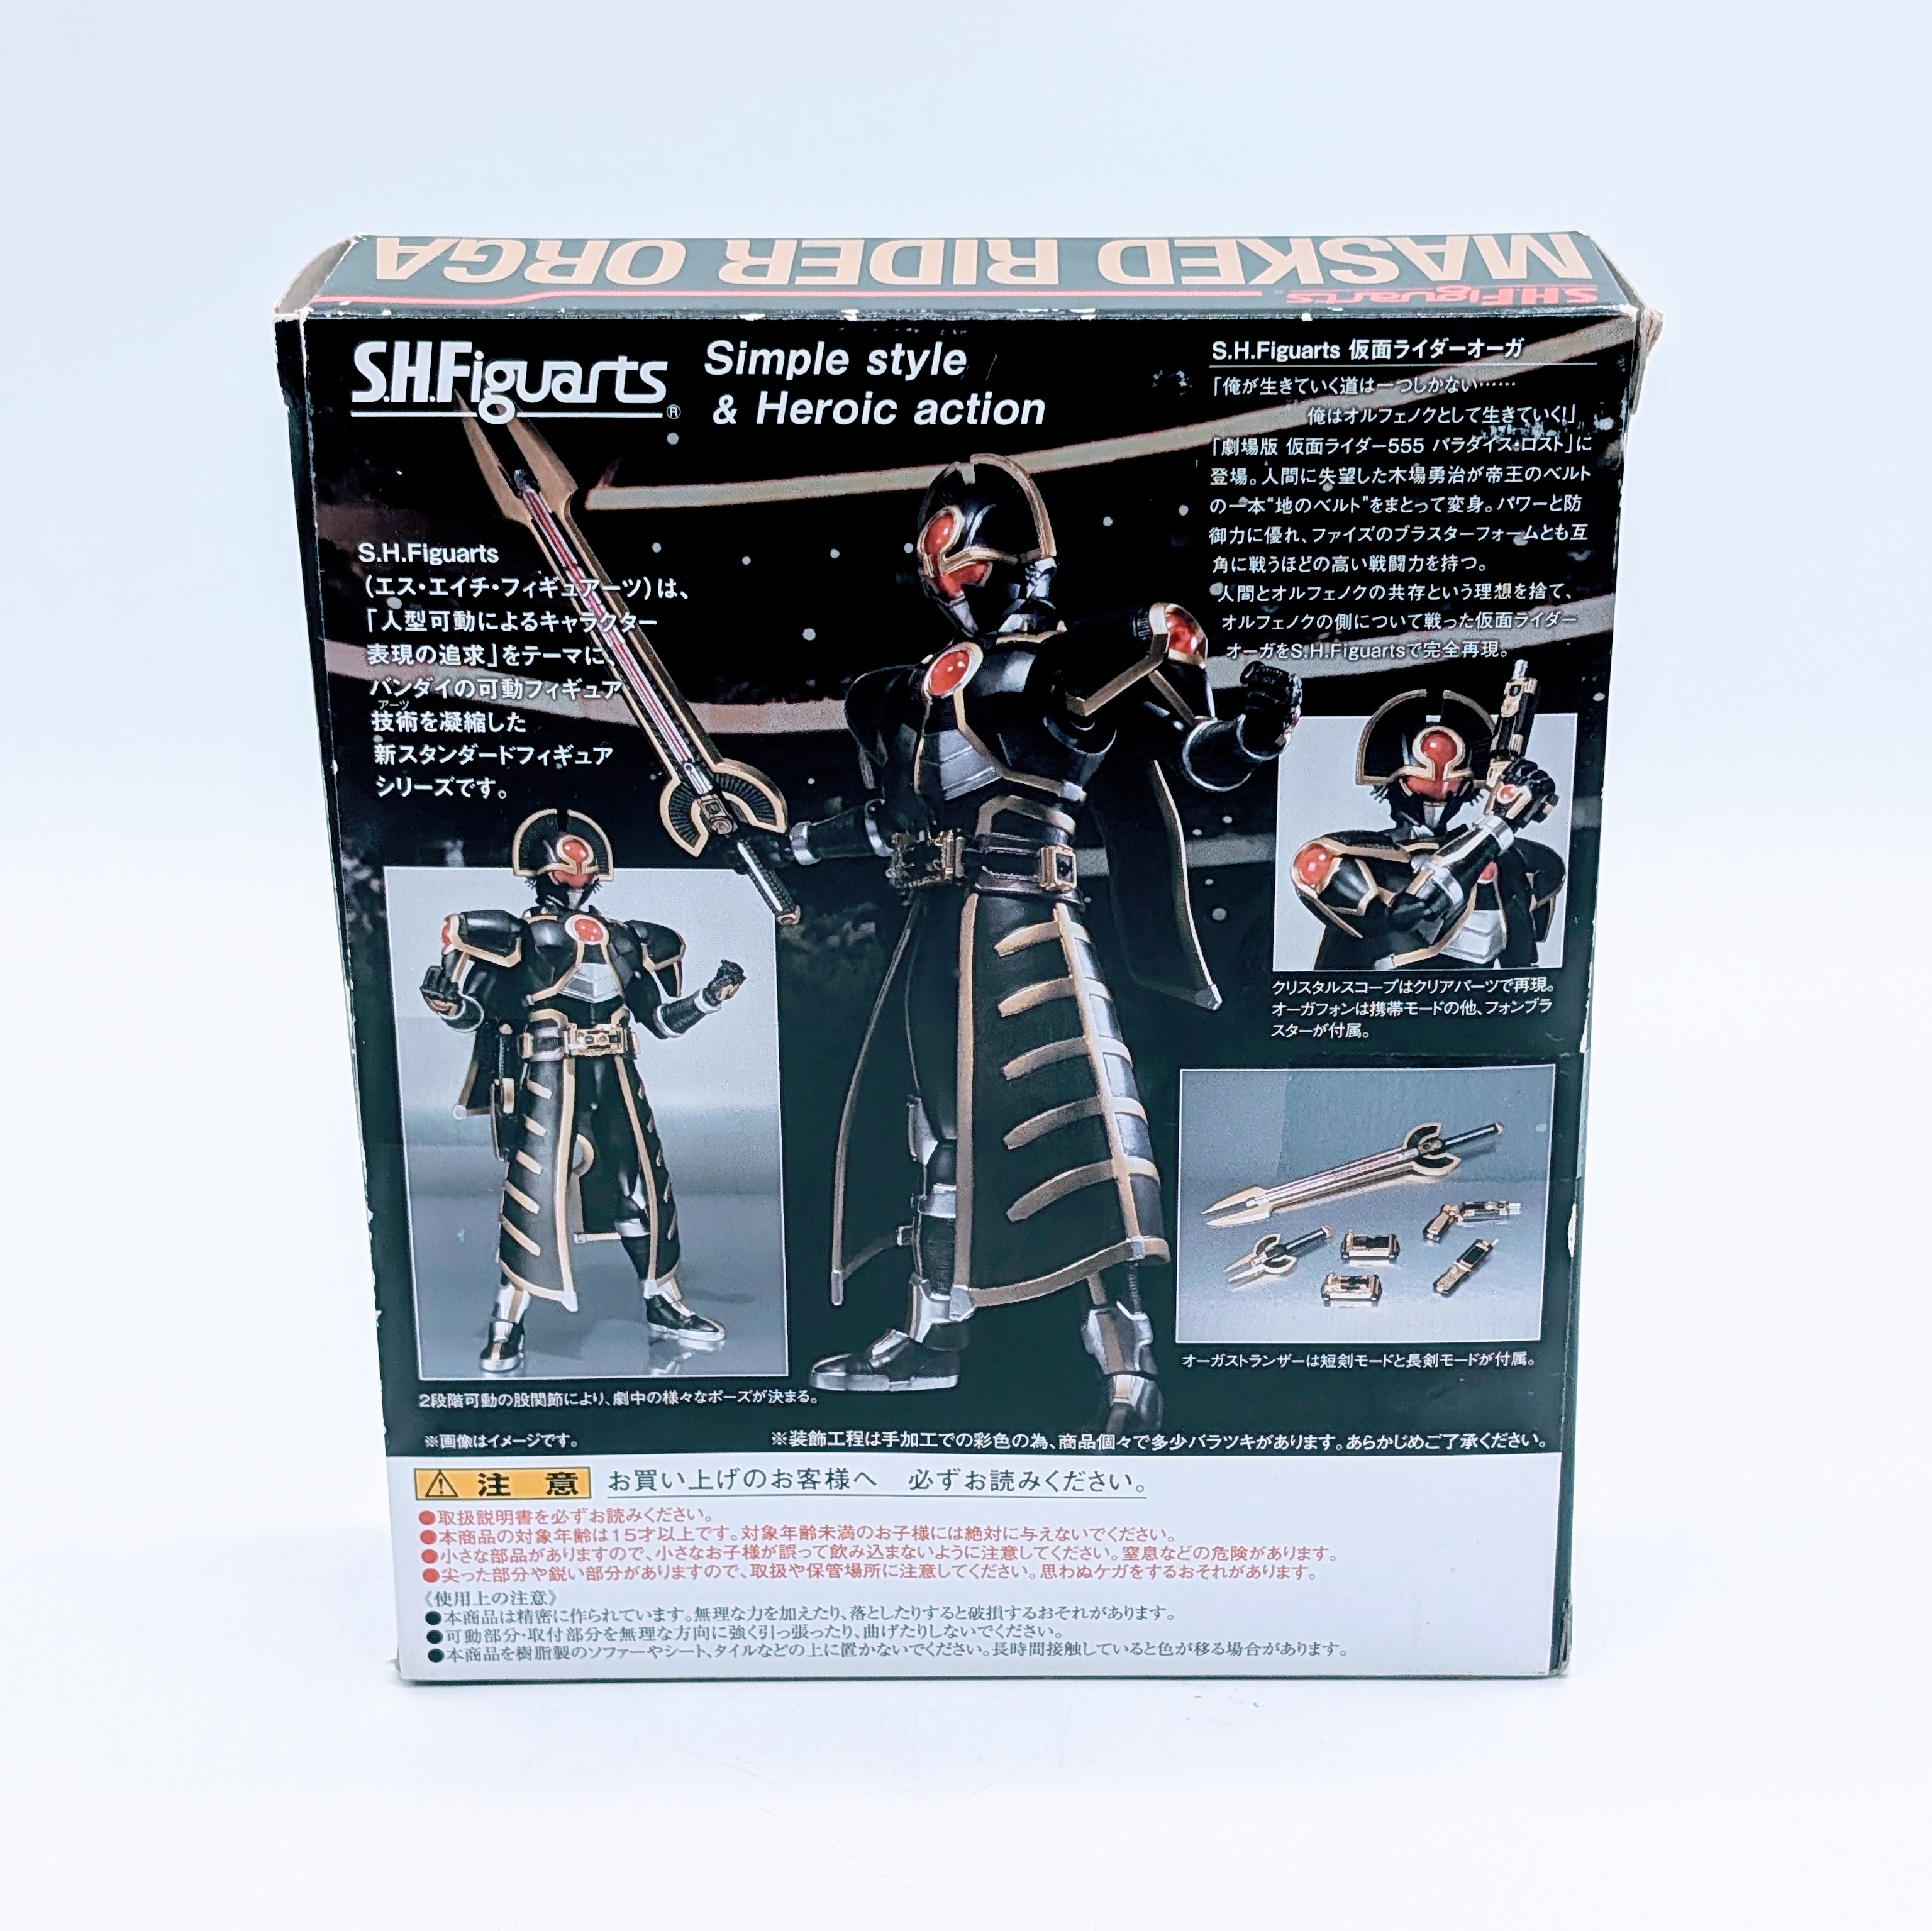 MASKED RIDER ORGA
S.H.Figuarts
S.H.Figuarts®
Simple style
& Heroic action
S.H.Figuarts
(エス・エイチ・フィギュアーツ)は、
「人型可動によるキャラクター
表現の追求」をテーマに、
バンダイの可動フィギュア
アーツ
技術を凝縮した
新スタンダードフィギュア
シリーズです。
S.H.Figuarts 仮面ライダーオーガ
「俺が生きていく道は一つしかない……
俺はオルフェノクとして生きていく!」
「劇場版 仮面ライダー555 パラダイス・ロスト」に
登場。人間に失望した木場勇治が帝王のベルト
の一本“地のベルト”をまとって変身。パワーと防
御力に優れ、ファイズのブラスターフォームとも互
角に戦うほどの高い戦闘力を持つ。
人間とオルフェノクの共存という理想を捨て、
オルフェノクの側について戦った仮面ライダー
オーガをS.H.Figuartsで完全再現。
クリスタルスコープはクリアパーツで再現。
オーガフォンは携帯モードの他、フォンブラ
スターが付属。
オーガストランザーは短剣モードと長剣モードが付属。
2段階可動の股関節により、劇中の様々なポーズが決まる。
※画像はイメージです。
※装飾工程は手加工での彩色の為、商品個々で多少バラツキがあります。あらかじめご了承ください。
注 意 お買い上げのお客様へ 必ずお読みください。
●取扱説明書を必ずお読みください。
●本商品の対象年齢は15才以上です。対象年齢未満のお子様には絶対に与えないでください。
●小さな部品がありますので、小さなお子様が誤って飲み込まないように注意してください。窒息などの危険があります。
●尖った部分や鋭い部分がありますので、取扱や保管場所に注意してください。思わぬケガをするおそれがあります。
《使用上の注意》
●本商品は精密に作られています。無理な力を加えたり、落としたりすると破損するおそれがあります。
●可動部分・取付部分を無理な方向に強く引っ張ったり、曲げたりしないでください。
●本商品を樹脂製のソファーやシート、タイルなどの上に置かないでください。長時間接触していると色が移る場合があります。